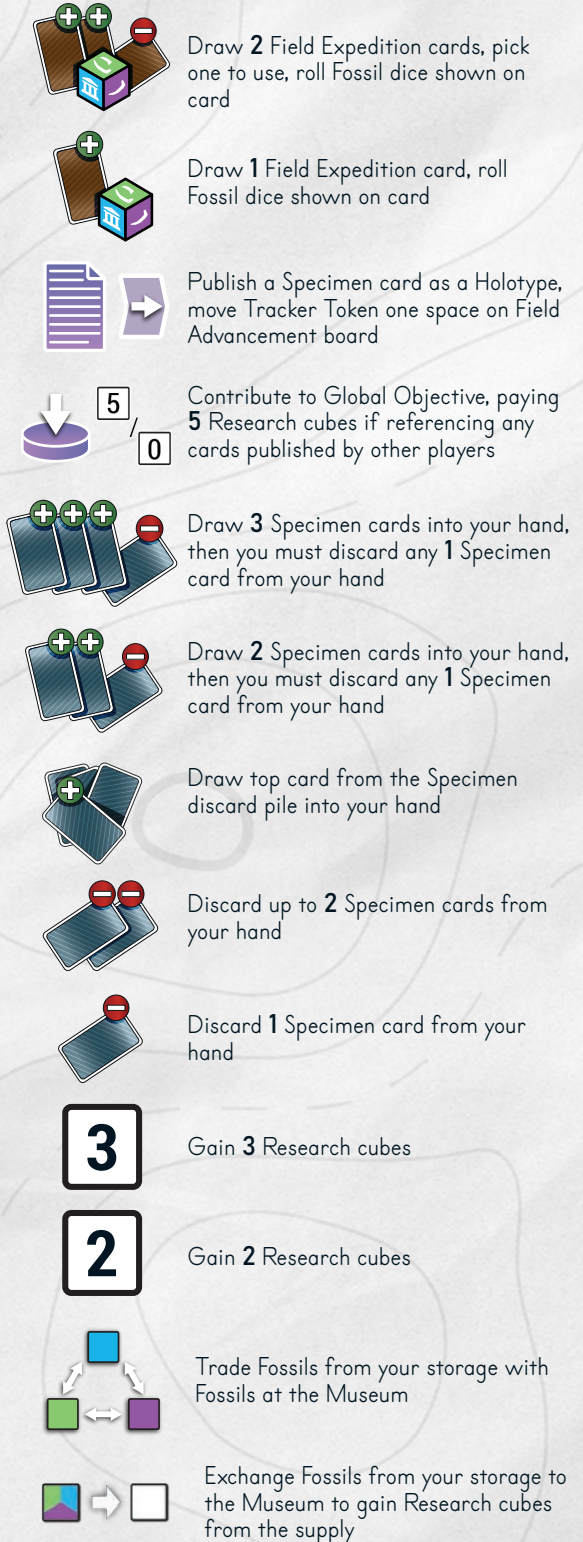 Draw 2 Field Expedition cards, pick
one to use, roll Fossil dice shown on
card
Draw 1 Field Expedition card, roll
Fossil dice shown on card
Publish a Specimen card as a Holotype,
move Tracker Token one space on Field
Advancement board
5
/
0
Contribute to Global Objective, paying
5 Research cubes if referencing any
cards published by other players
Draw 3 Specimen cards into your hand,
then you must discard any 1 Specimen
card from your hand
Draw 2 Specimen cards into your hand,
then you must discard any 1 Specimen
card from your hand
Draw top card from the Specimen
discard pile into your hand
Discard up to 2 Specimen cards from
your hand
Discard 1 Specimen card from your
hand
3
Gain 3 Research cubes
2
Gain 2 Research cubes
Trade Fossils from your storage with
Fossils at the Museum
Exchange Fossils from your storage to
the Museum to gain Research cubes
from the supply